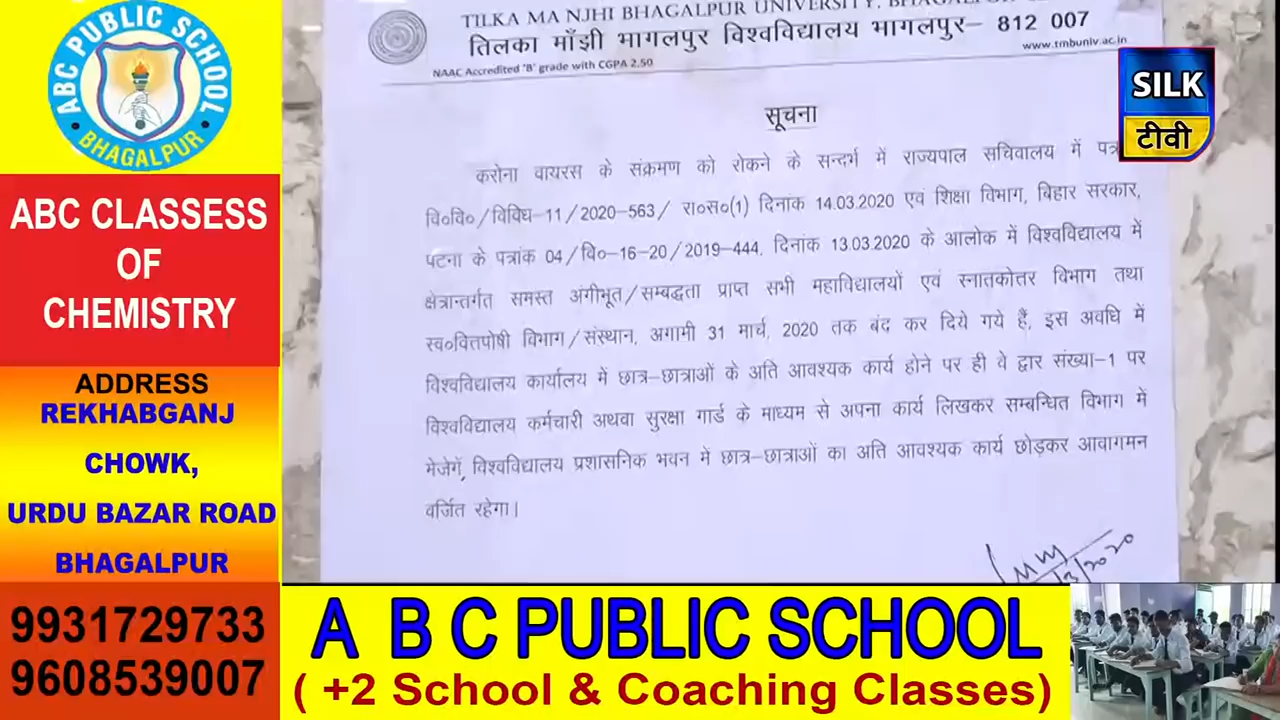 ABC PUBLIC SCHOOL
BHAGALPUR
ABC CLASSESS
OF
CHEMISTRY
ADDRESS
REKHABGANJ
CHOWK,
URDU BAZAR ROAD
BHAGALPUR
9931729733
9608539007
TILKA MANJHI BHAGALPUR UNIVERSITY,
तिलका माँझी भागलपुर विश्वविद्यालय भागलपुर– 812 007
www.tmbuniv.ac.in
NAAC Accredited 'B' grade with CGPA 2.50
SILK
टीवी
सूचना
करोना वायरस के संक्रमण को रोकने के सन्दर्भ में राज्यपाल सचिवालय में
वि०वि०/विविध–11/2020–563/ रा०स०(1) दिनांक 14.03.2020 एवं शिक्षा विभाग, बिहार सरकार,
पटना के पत्रांक 04/वि०–16–20/2019–444, दिनांक 13.03.2020 के आलोक में विश्वविद्यालय में
क्षेत्रान्तर्गत समस्त अंगीभूत/सम्बद्धता प्राप्त सभी महाविद्यालयों एवं स्नातकोतर विभाग तथा
स्व०वित्तपोषी विभाग/संस्थान, अगामी 31 मार्च, 2020 तक बंद कर दिये गये हैं, इस अवधि में
विश्वविद्यालय कार्यालय में छात्र–छात्राओं के अति आवश्यक कार्य होने पर ही वे द्वार संख्या–1 पर
विश्वविद्यालय कर्मचारी अथवा सुरक्षा गार्ड के माध्यम से अपना कार्य लिखकर सम्बन्धित विभाग में
भेजेगें, विश्वविद्यालय प्रशासनिक भवन में छात्र–छात्राओं का अति आवश्यक कार्य छोड़कर आवागमन
वर्जित रहेगा।
A B C PUBLIC SCHOOL
( +2 School & Coaching Classes)